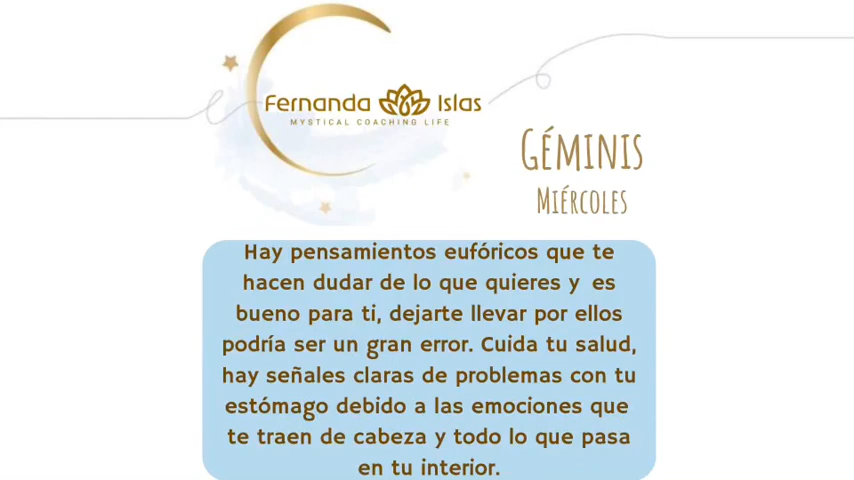 Fernanda Islas
MYSTICAL COACHING LIFE
GÉMINIS
MIÉRCOLES
Hay pensamientos eufóricos que te
hacen dudar de lo que quieres y es
bueno para ti, dejarte llevar por ellos
podría ser un gran error. Cuida tu salud,
hay señales claras de problemas con tu
estómago debido a las emociones que
te traen de cabeza y todo lo que pasa
en tu interior.